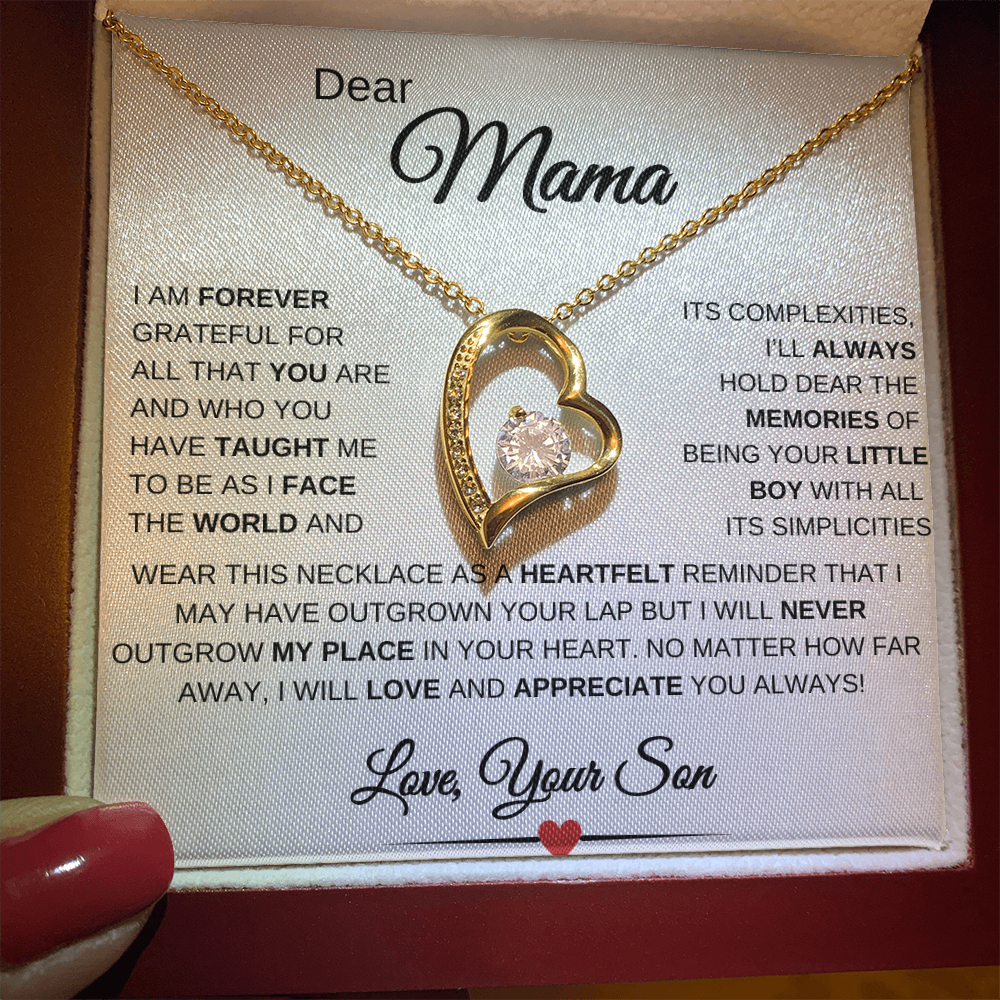 Dear
Mama
I AM FOREVER
GRATEFUL FOR
ALL THAT YOU ARE
AND WHO YOU
HAVE TAUGHT ME
TO BE AS I FACE
THE WORLD AND
ITS COMPLEXITIES,
I'LL ALWAYS
HOLD DEAR THE
MEMORIES OF
BEING YOUR LITTLE
BOY WITH ALL
ITS SIMPLICITIES
WEAR THIS NECKLACE AS A HEARTFELT REMINDER THAT I
MAY HAVE OUTGROWN YOUR LAP BUT I WILL NEVER
OUTGROW MY PLACE IN YOUR HEART. NO MATTER HOW FAR
AWAY, I WILL LOVE AND APPRECIATE YOU ALWAYS!
Love, Your Son